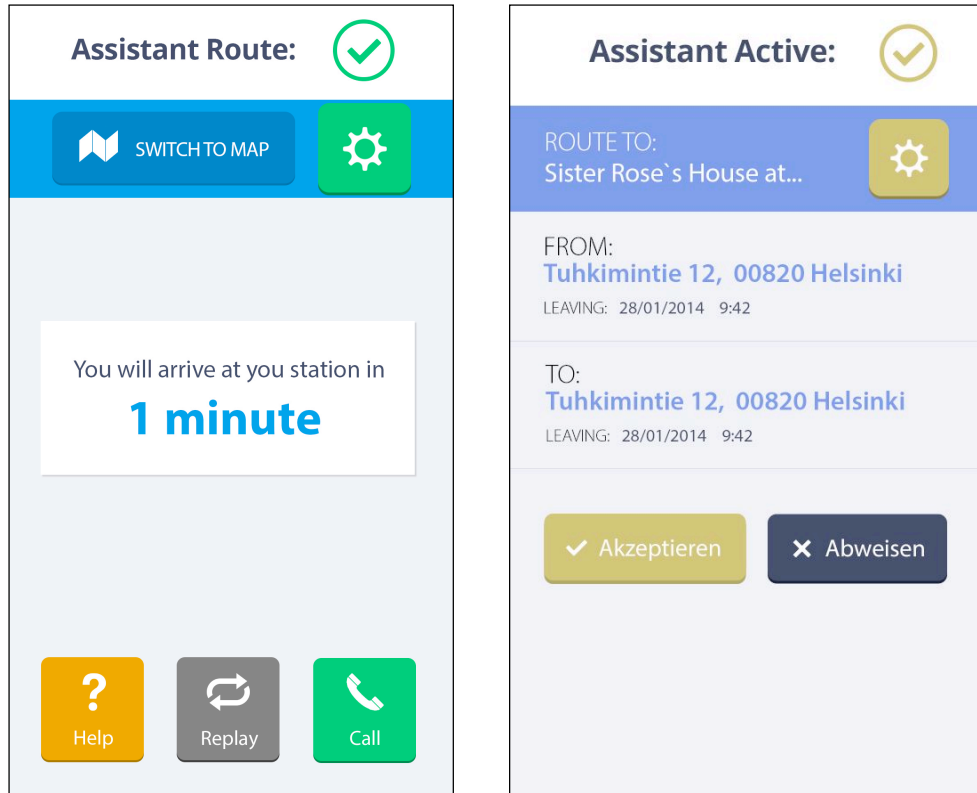 Assistant Route:
SWITCH TO MAP
You will arrive at you station in
1 minute
?
Help
Replay
Call
Assistant Active:
ROUTE TO:
Sister Rose`s House at...
FROM:
Tuhkimintie 12, 00820 Helsinki
LEAVING: 28/01/2014 9:42
TO:
Tuhkimintie 12, 00820 Helsinki
LEAVING: 28/01/2014 9:42
Akzeptieren
Abweisen